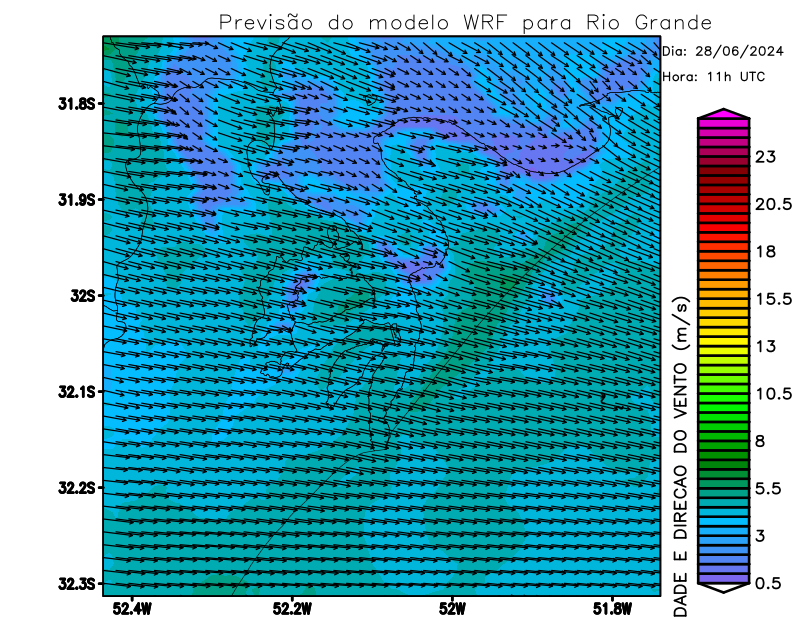 Previsão do modelo WRF para Rio Grande
Dia: 28/06/2024
Hora: 11h UTC
31.8S
31.9S
32S
32.1S
32.2S
32.3S
52.4W
52.2W
52W
51.8W
23
20.5
18
15.5
13
10.5
8
5.5
3
0.5
DADE E DIRECAO DO VENTO (m/s)